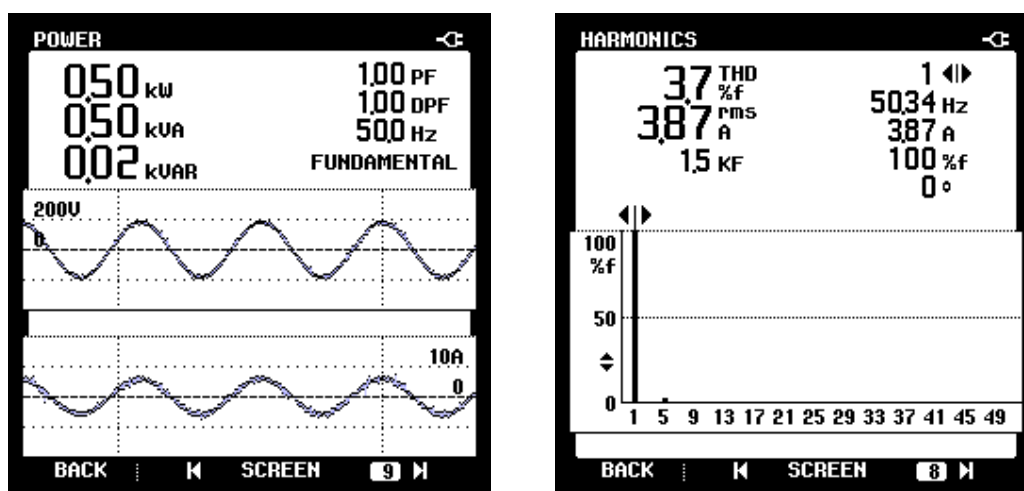 POWER
0,50 kW
0,50 kVA
0,02 kVAR
1,00 PF
1,00 DPF
50,0 Hz
FUNDAMENTAL
200V
0
10A
0
BACK
SCREEN
9
HARMONICS
3,7 THD %f
3,87 rms A
1,5 KF
1
50,34 Hz
3,87 A
100 %f
0 °
100
%f
50
0
1 5 9 13 17 21 25 29 33 37 41 45 49
BACK
SCREEN
8